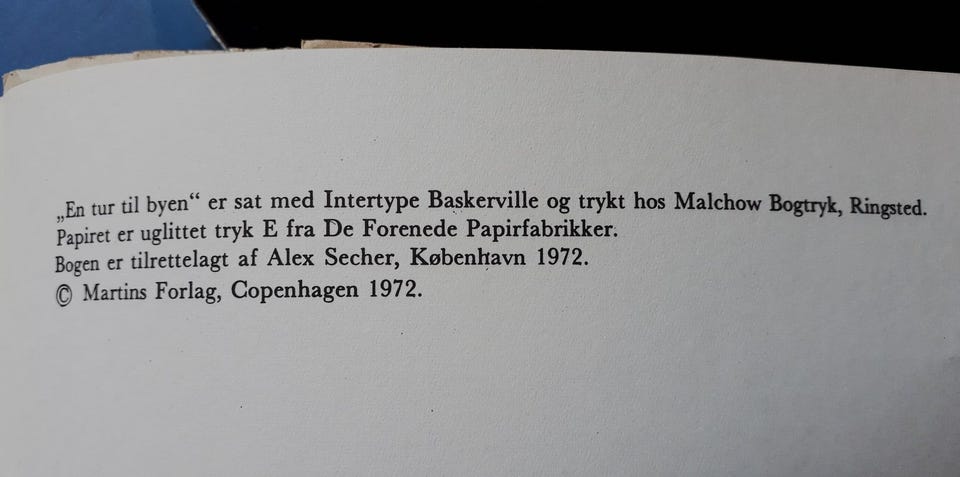 „En tur til byen“ er sat med Intertype Baskerville og trykt hos Malchow Bogtryk, Ringsted.
Papiret er uglittet tryk E fra De Forenede Papirfabrikker.
Bogen er tilrettelagt af Alex Secher, København 1972.
© Martins Forlag, Copenhagen 1972.